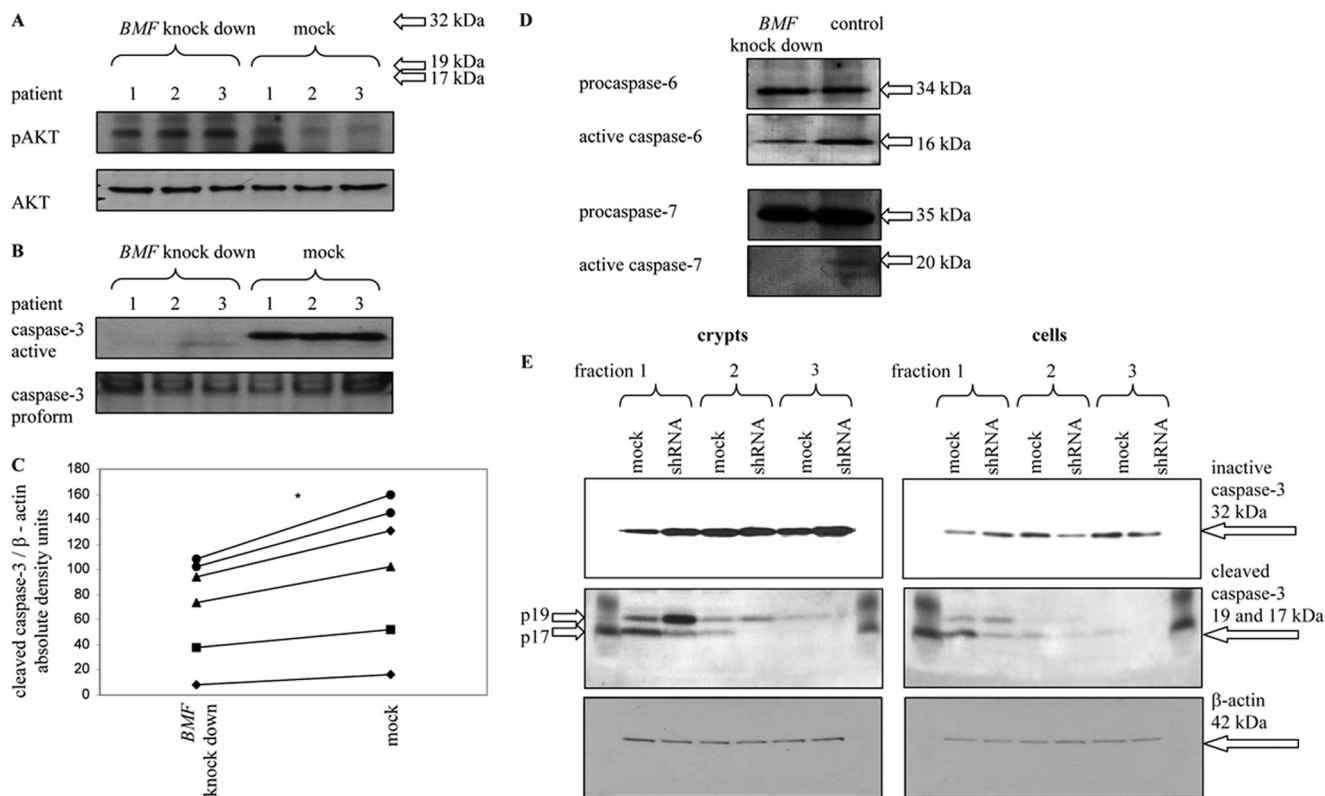 A
BMF knock down
mock
32 kDa
19 kDa
17 kDa
patient
1 2 3 1 2 3
pAKT
AKT
B
BMF knock down
mock
patient
1 2 3 1 2 3
caspase-3
active
caspase-3
proform
C
cleaved caspase-3 / β - actin
absolute density units
180
160
140
120
100
80
60
40
20
0
*
BMF
knock down
mock
D
BMF
knock down
control
procaspase-6
34 kDa
active caspase-6
16 kDa
procaspase-7
35 kDa
active caspase-7
20 kDa
E
crypts
cells
fraction 1 2 3
fraction 1 2 3
mock shRNA mock shRNA mock shRNA
mock shRNA mock shRNA mock shRNA
inactive
caspase-3
32 kDa
p19
p17
cleaved
caspase-3
19 and 17 kDa
β-actin
42 kDa